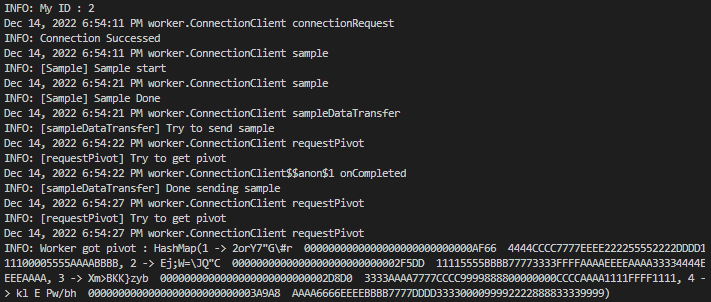 INFO: My ID : 2
Dec 14, 2022 6:54:11 PM worker.ConnectionClient connectionRequest
INFO: Connection Successed
Dec 14, 2022 6:54:21 PM worker.ConnectionClient sample
INFO: [Sample] Sample start
Dec 14, 2022 6:54:21 PM worker.ConnectionClient sample
INFO: [Sample] Sample Done
Dec 14, 2022 6:54:21 PM worker.ConnectionClient sampleDataTransfer
INFO: [sampleDataTransfer] Try to send sample
Dec 14, 2022 6:54:22 PM worker.ConnectionClient requestPivot
INFO: [requestPivot] Try to get pivot
Dec 14, 2022 6:54:22 PM worker.ConnectionClient$$anon$1 onCompleted
INFO: [sampleDataTransfer] Done sending sample
Dec 14, 2022 6:54:27 PM worker.ConnectionClient requestPivot
INFO: [requestPivot] Try to get pivot
Dec 14, 2022 6:54:27 PM worker.ConnectionClient requestPivot
INFO: Worker got pivot : HashMap(1 -> 2orY7"G\#r  0000000000000000000000000000AF66  4444CCCC7777EEEE222255552222DDDD1
11100005555AAAABBBB, 2 -> Ej;W=\JQ"C  00000000000000000000000000002F5DD  11115555BBBB77773333FFFFAAAAEEEEAAAA33334444E
EEEAAAA, 3 -> Xm>BKK}zyb  0000000000000000000000000002D8D0  3333AAAA7777CCCC9999888800000000CCCCAAAA1111FFFF1111, 4 -
> kl E Pw/bh  0000000000000000000000000003A9A8  AAAA6666EEEEBBBB7777DDDD3333000099992222888833339999)